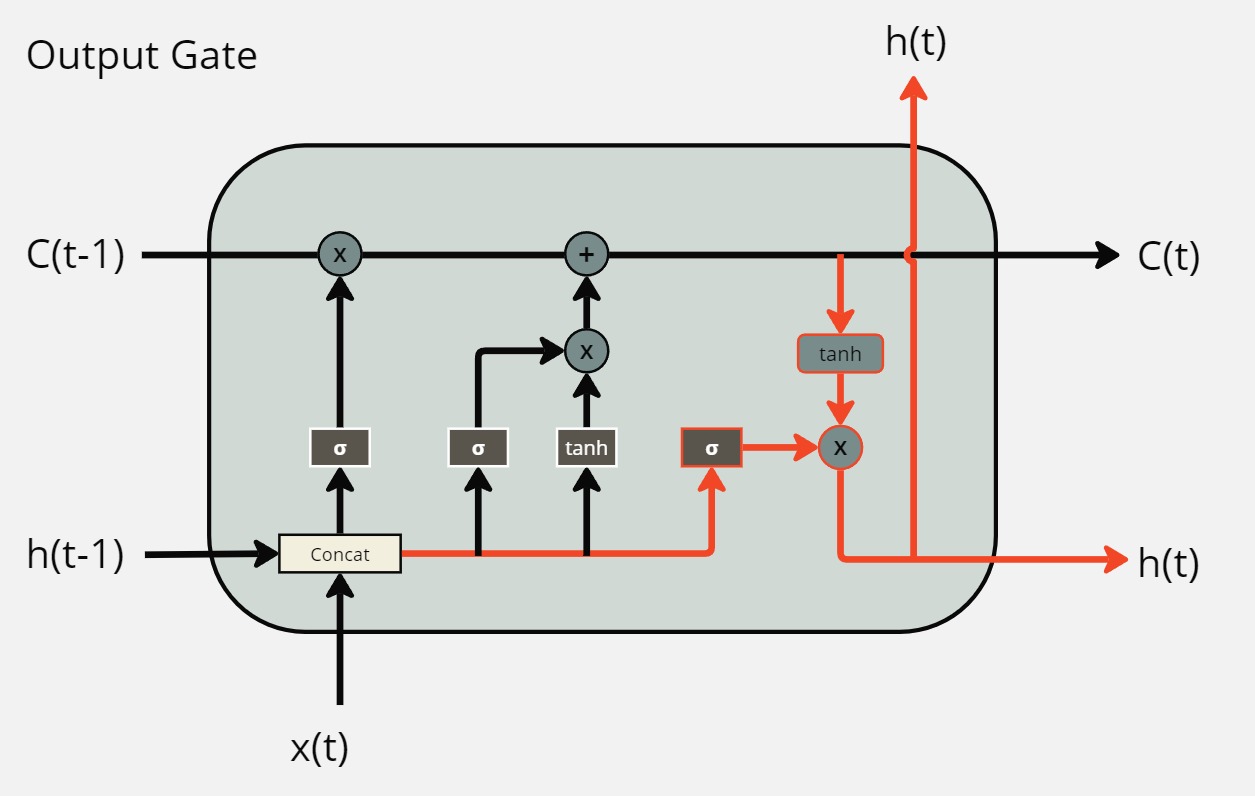 h(t)
Output Gate
C(t-1)
x
+
C(t)
x
tanh
σ
σ
tanh
σ
x
h(t-1)
Concat
h(t)
x(t)